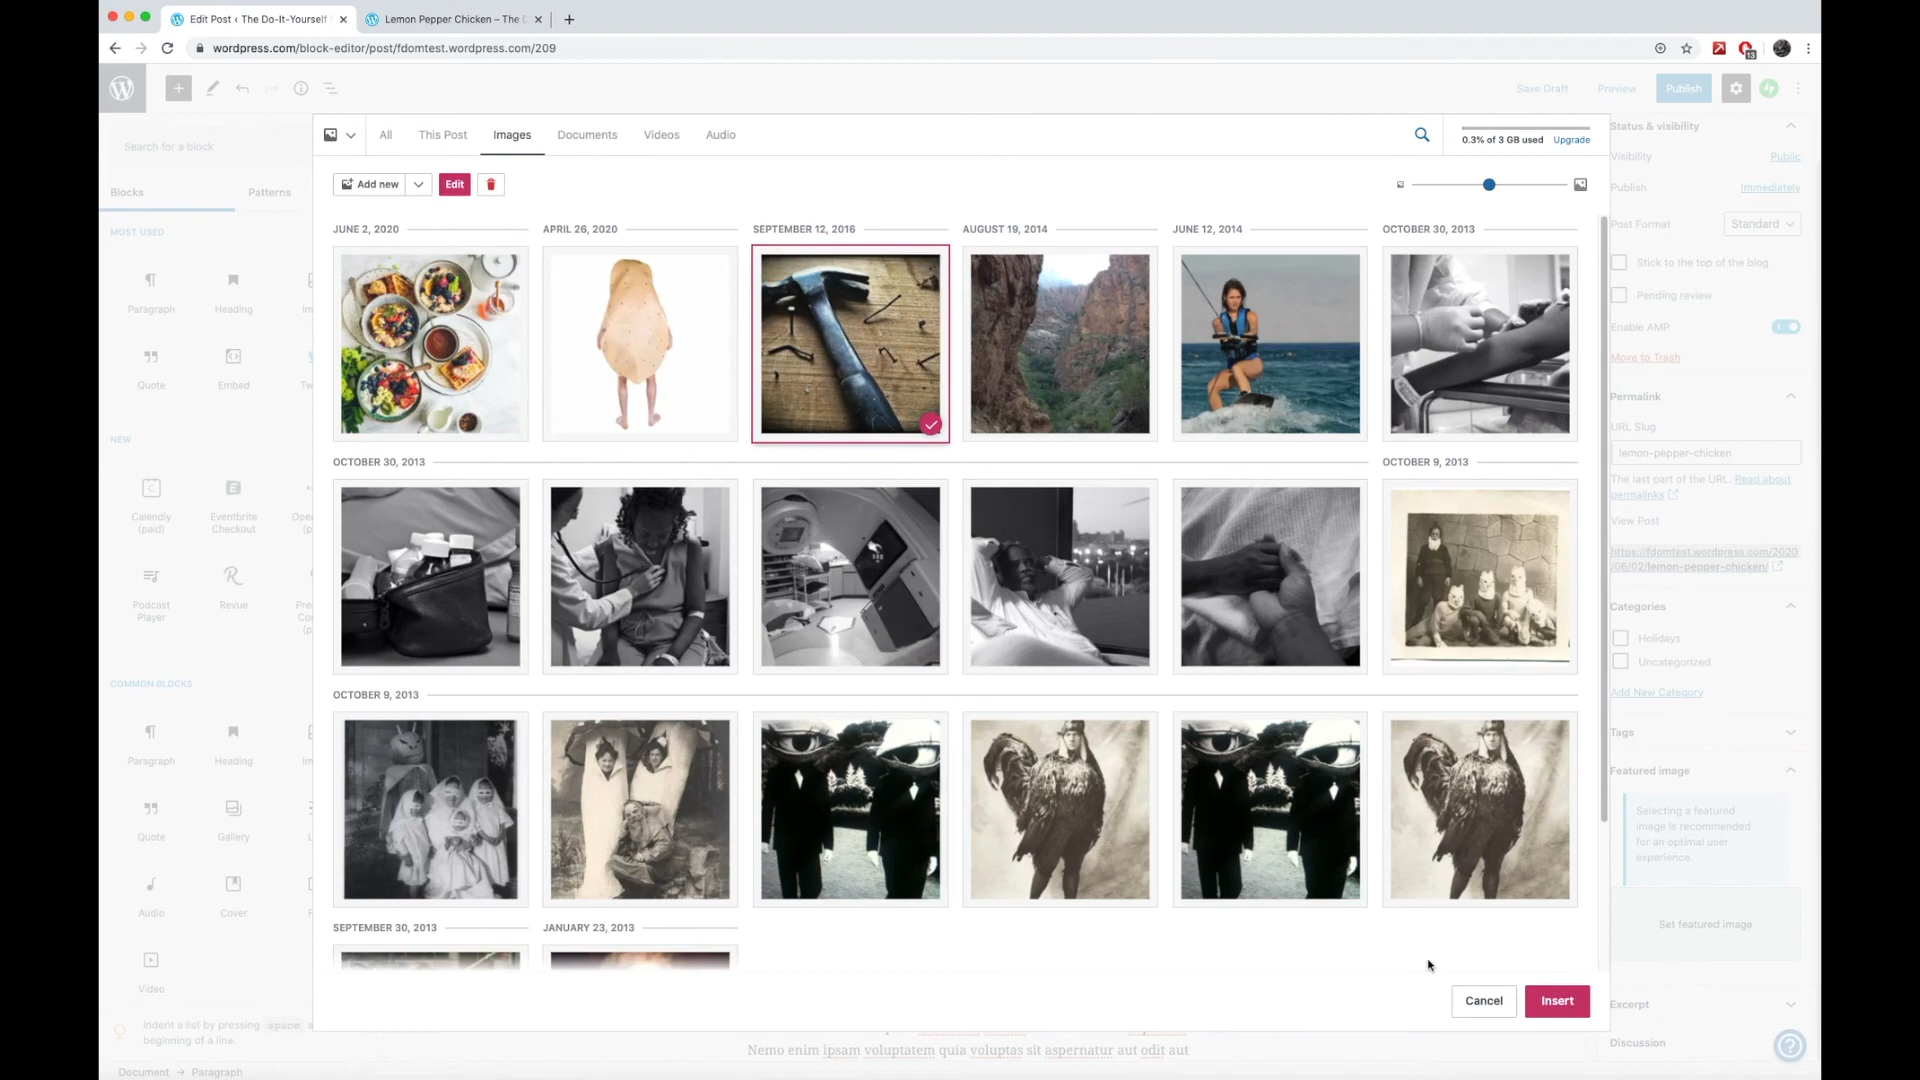 Edit Post ‹ The Do-It-Yourself
Lemon Pepper Chicken – The
wordpress.com/block-editor/post/fdomtest.wordpress.com/209
13
Save Draft
Preview
Publish
Search for a block
Blocks
Patterns
MOST USED
Paragraph
Heading
Quote
Embed
NEW
Calendly
(paid)
Eventbrite
Checkout
Podcast
Player
Revue
COMMON BLOCKS
Paragraph
Heading
Quote
Gallery
Audio
Cover
Video
Indent a list by pressing space
beginning of a line.
Document → Paragraph
All
This Post
Images
Documents
Videos
Audio
0.3% of 3 GB used
Upgrade
Add new
Edit
JUNE 2, 2020
APRIL 26, 2020
SEPTEMBER 12, 2016
AUGUST 19, 2014
JUNE 12, 2014
OCTOBER 30, 2013
OCTOBER 30, 2013
OCTOBER 9, 2013
OCTOBER 9, 2013
SEPTEMBER 30, 2013
JANUARY 23, 2013
Cancel
Insert
Nemo enim ipsam voluptatem quia voluptas sit aspernatur aut odit aut
Status & visibility
Visibility
Public
Publish
Immediately
Post Format
Standard
Stick to the top of the blog
Pending review
Enable AMP
Move to Trash
Permalink
URL Slug
lemon-pepper-chicken
The last part of the URL. Read about
permalinks
View Post
https://fdomtest.wordpress.com/2020
/06/02/lemon-pepper-chicken/
Categories
Holidays
Uncategorized
Add New Category
Tags
Featured image
Selecting a featured
image is recommended
for an optimal user
experience.
Set featured image
Excerpt
Discussion